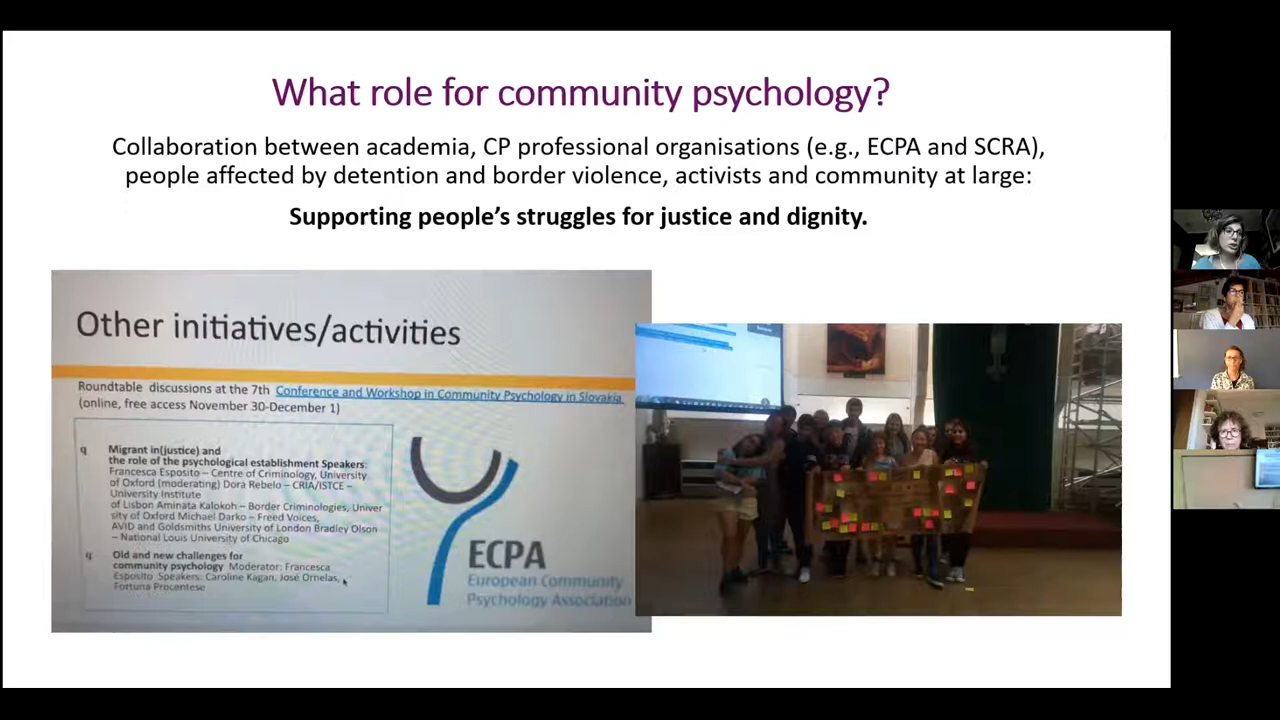 What role for community psychology?
Collaboration between academia, CP professional organisations (e.g., ECPA and SCRA),
people affected by detention and border violence, activists and community at large:
Supporting people's struggles for justice and dignity.
Other initiatives/activities
Roundtable discussions at the 7th Conference and Workshop in Community Psychology in Slovakia
(online, free access November 30-December 1)
q Migrant in(justice) and
the role of the psychological establishment Speakers:
Francesca Esposito – Centre of Criminology, University
of Oxford (moderating) Dora Rebelo – CRIA/ISTCE –
University Institute
of Lisbon Aminata Kalokoh – Border Criminologies, Univer
sity of Oxford Michael Darko – Freed Voices,
AVID and Goldsmiths University of London Bradley Olson
– National Louis University of Chicago
q Old and new challenges for
community psychology Moderator: Francesca
Esposito Speakers: Caroline Kagan, José Ornelas,
Fortuna Procentese
ECPA
European Community
Psychology Association